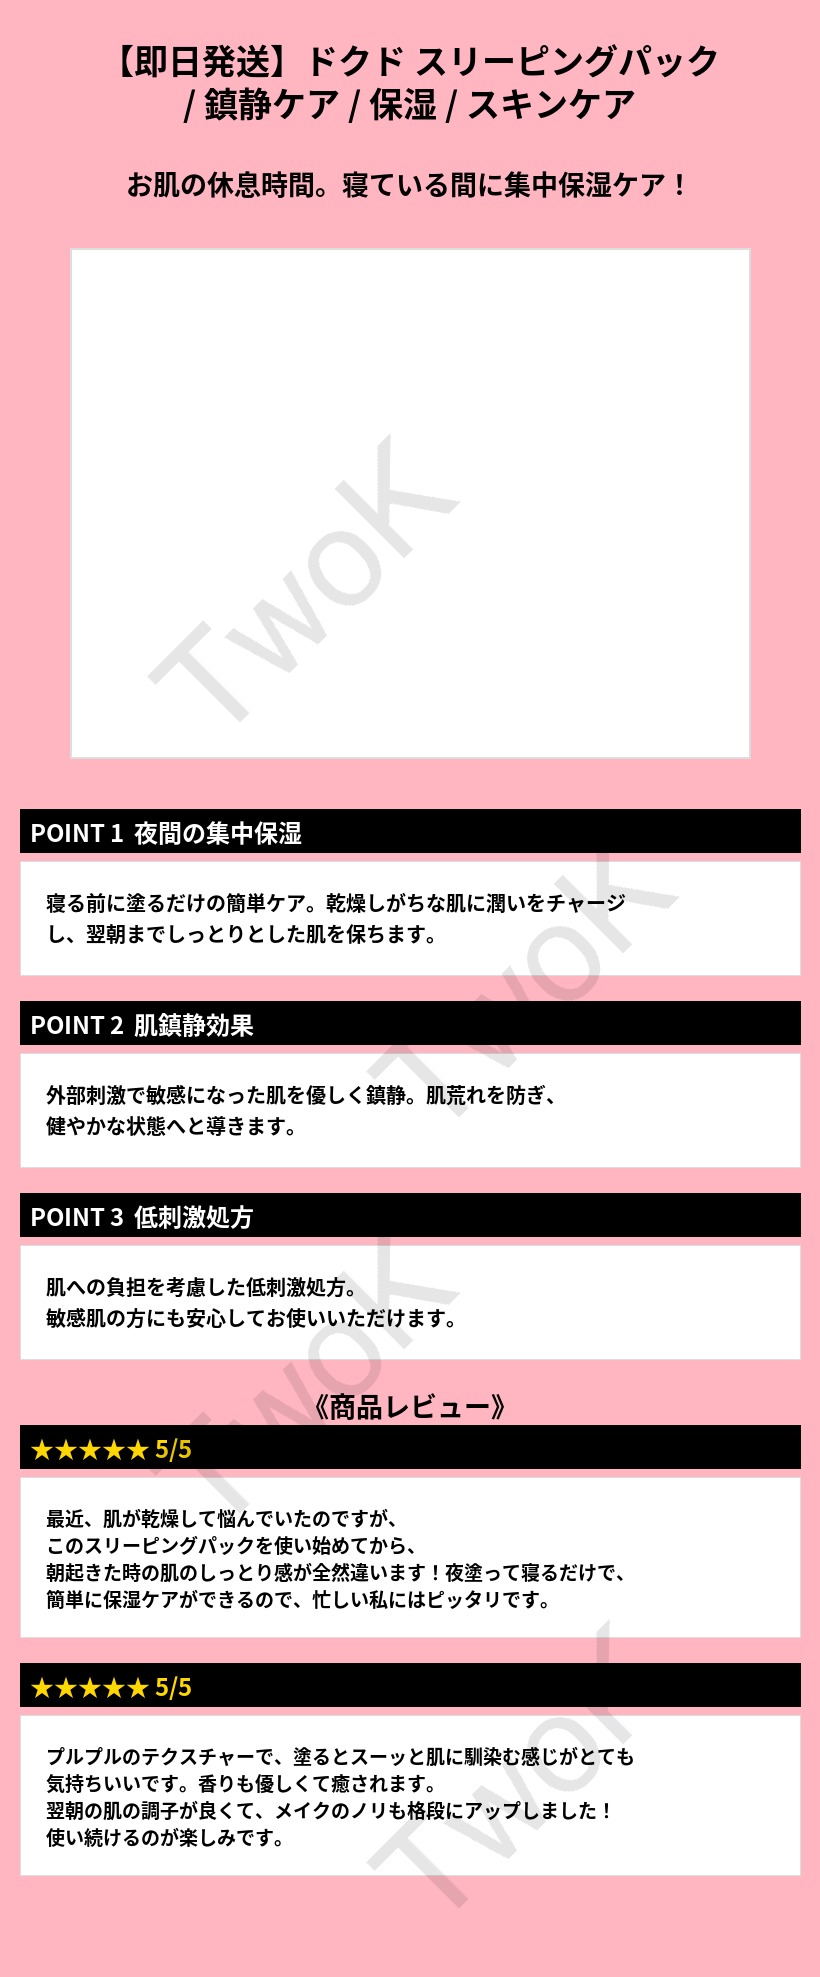 【即日発送】ドクド スリーピングパック
/ 鎮静ケア / 保湿 / スキンケア
お肌の休息時間。寝ている間に集中保湿ケア！
TwoK
POINT 1 夜間の集中保湿
寝る前に塗るだけの簡単ケア。乾燥しがちな肌に潤いをチャージ
し、翌朝までしっとりとした肌を保ちます。
TwoK
POINT 2 肌鎮静効果
外部刺激で敏感になった肌を優しく鎮静。肌荒れを防ぎ、
健やかな状態へと導きます。
POINT 3 低刺激処方
肌への負担を考慮した低刺激処方。
敏感肌の方にも安心してお使いいただけます。
TwoK
《商品レビュー》
★★★★★ 5/5
最近、肌が乾燥して悩んでいたのですが、
このスリーピングパックを使い始めてから、
朝起きた時の肌のしっとり感が全然違います！夜塗って寝るだけで、
簡単に保湿ケアができるので、忙しい私にはピッタリです。
★★★★★ 5/5
プルプルのテクスチャーで、塗るとスーッと肌に馴染む感じがとても
気持ちいいです。香りも優しくて癒されます。
翌朝の肌の調子が良くて、メイクのノリも格段にアップしました！
使い続けるのが楽しみです。
TwoK